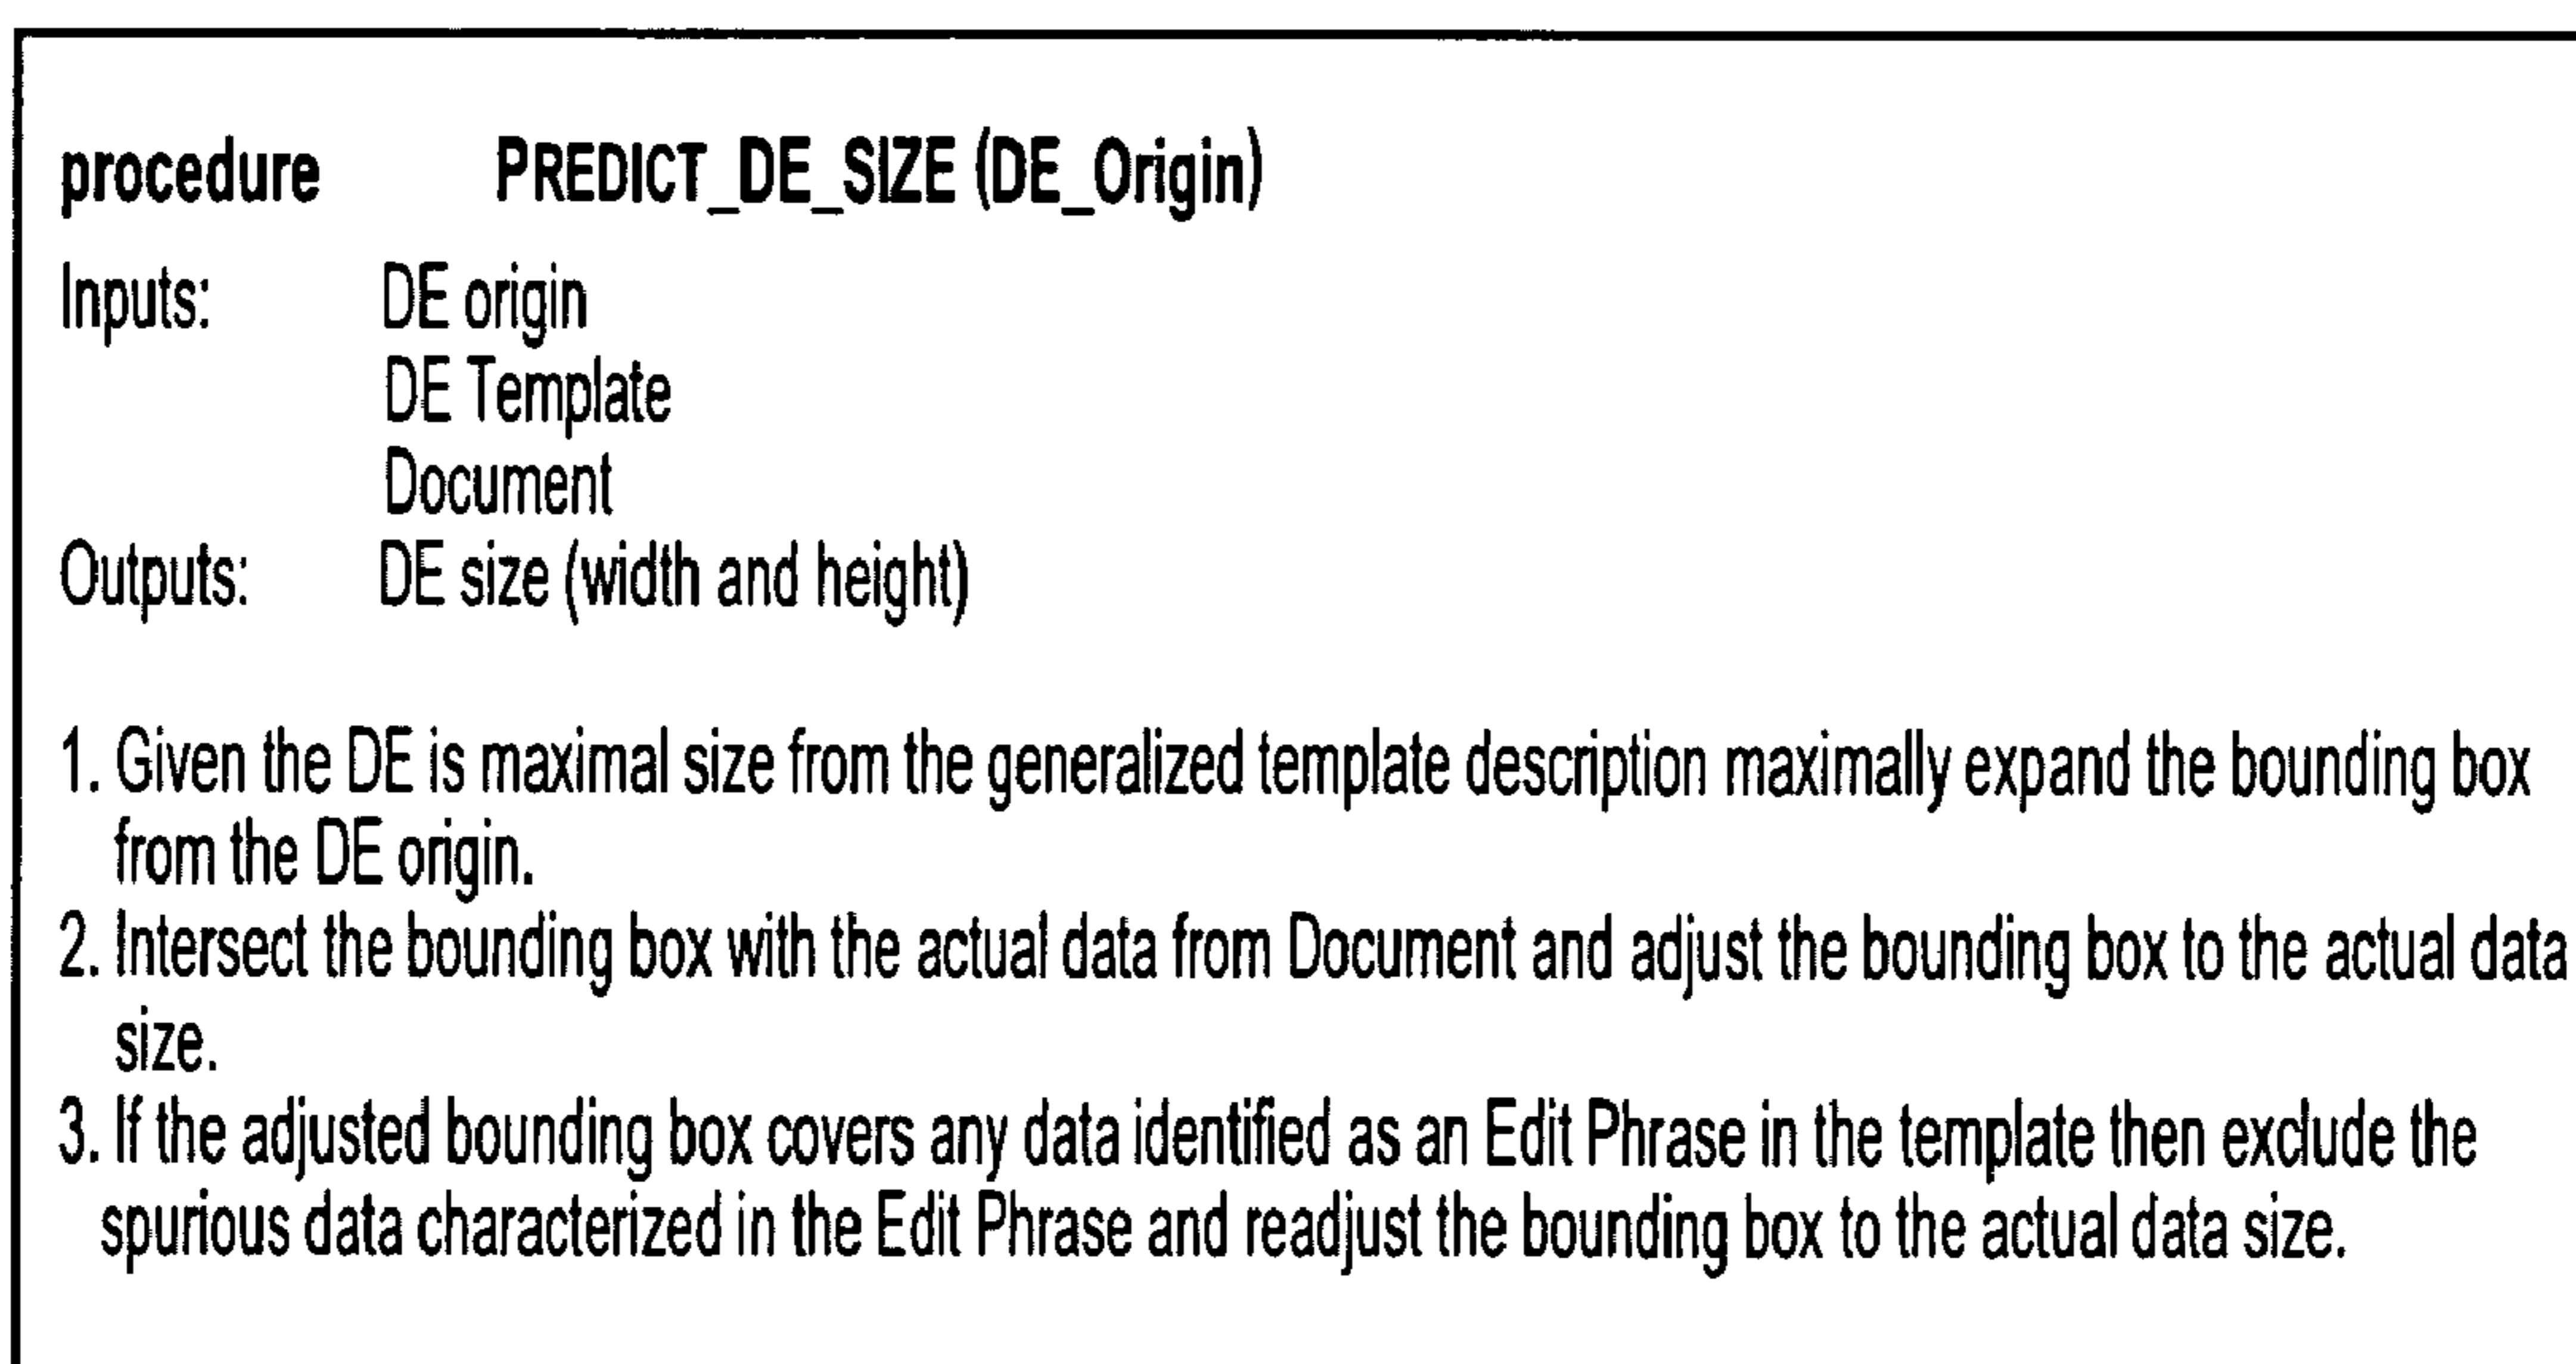 procedure PREDICT_DE_SIZE (DE_Origin)
Inputs: DE origin
DE Template
Document
Outputs: DE size (width and height)
1. Given the DE is maximal size from the generalized template description maximally expand the bounding box
from the DE origin.
2. Intersect the bounding box with the actual data from Document and adjust the bounding box to the actual data
size.
3. If the adjusted bounding box covers any data identified as an Edit Phrase in the template then exclude the
spurious data characterized in the Edit Phrase and readjust the bounding box to the actual data size.